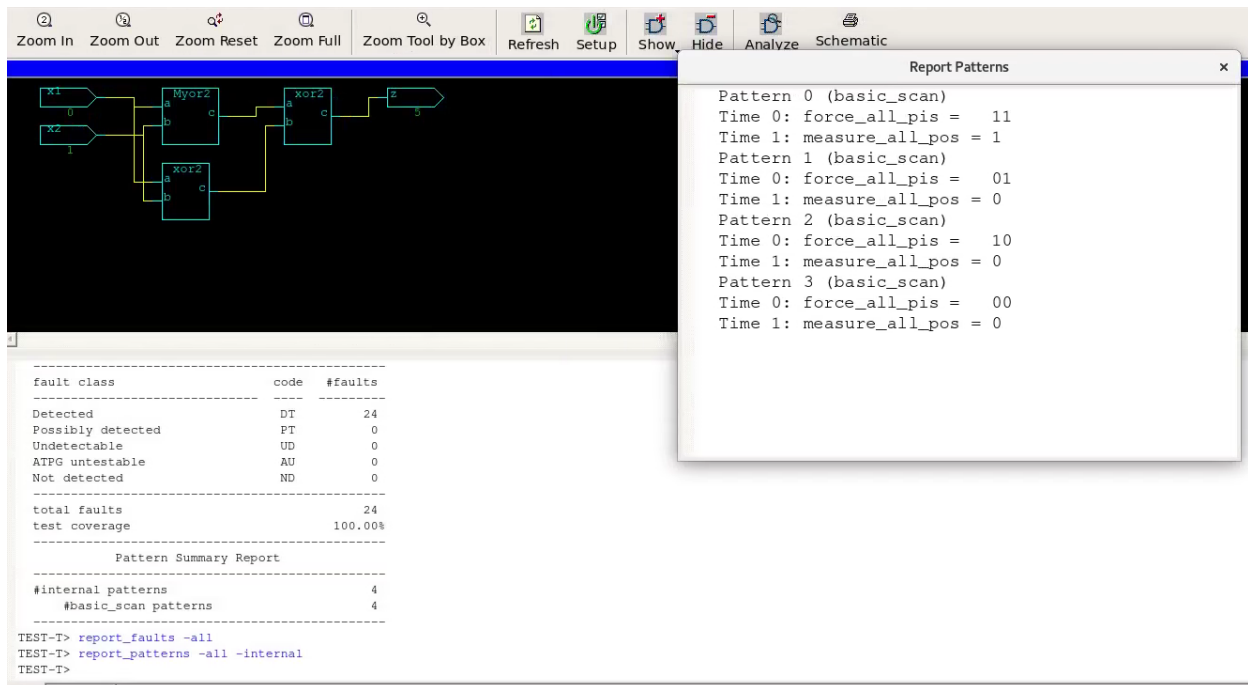 Zoom In Zoom Out Zoom Reset Zoom Full Zoom Tool by Box Refresh Setup Show Hide Analyze Schematic
Report Patterns ×
x1
0
x2
1
Myor2
a
b
c
xor2
a
b
c
xor2
a
b
c
z
5
Pattern 0 (basic_scan)
Time 0: force_all_pis = 11
Time 1: measure_all_pos = 1
Pattern 1 (basic_scan)
Time 0: force_all_pis = 01
Time 1: measure_all_pos = 0
Pattern 2 (basic_scan)
Time 0: force_all_pis = 10
Time 1: measure_all_pos = 0
Pattern 3 (basic_scan)
Time 0: force_all_pis = 00
Time 1: measure_all_pos = 0
-----------------------------------------------
fault class code #faults
------------------------------ ---- ---------
Detected DT 24
Possibly detected PT 0
Undetectable UD 0
ATPG untestable AU 0
Not detected ND 0
-----------------------------------------------
total faults 24
test coverage 100.00%
-----------------------------------------------
Pattern Summary Report
-----------------------------------------------
#internal patterns 4
#basic_scan patterns 4
-----------------------------------------------
TEST-T> report_faults -all
TEST-T> report_patterns -all -internal
TEST-T>